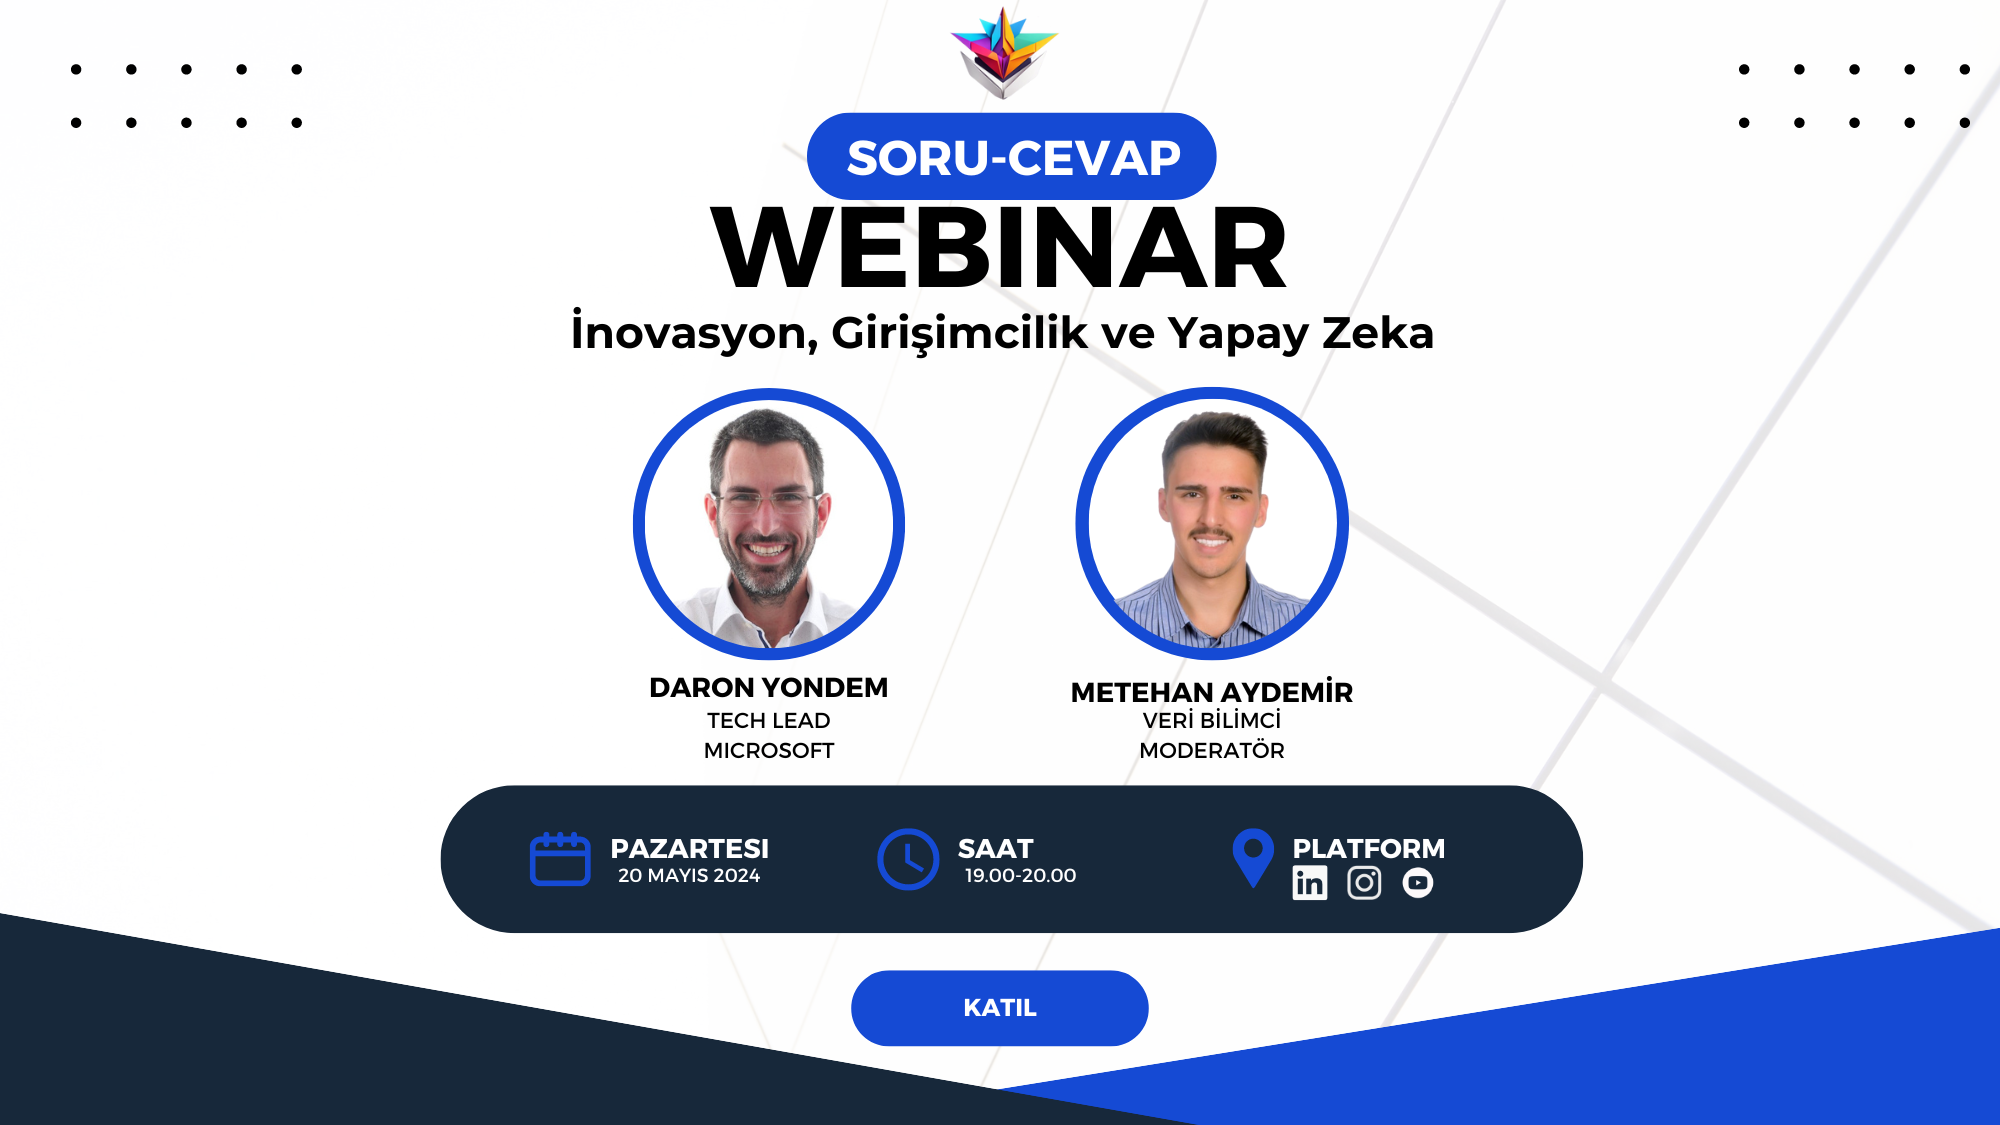 SORU-CEVAP
WEBINAR
İnovasyon, Girişimcilik ve Yapay Zeka
DARON YONDEM
TECH LEAD
MICROSOFT
METEHAN AYDEMİR
VERİ BİLİMCİ
MODERATÖR
PAZARTESI
20 MAYIS 2024
SAAT
19.00-20.00
PLATFORM
in
KATIL